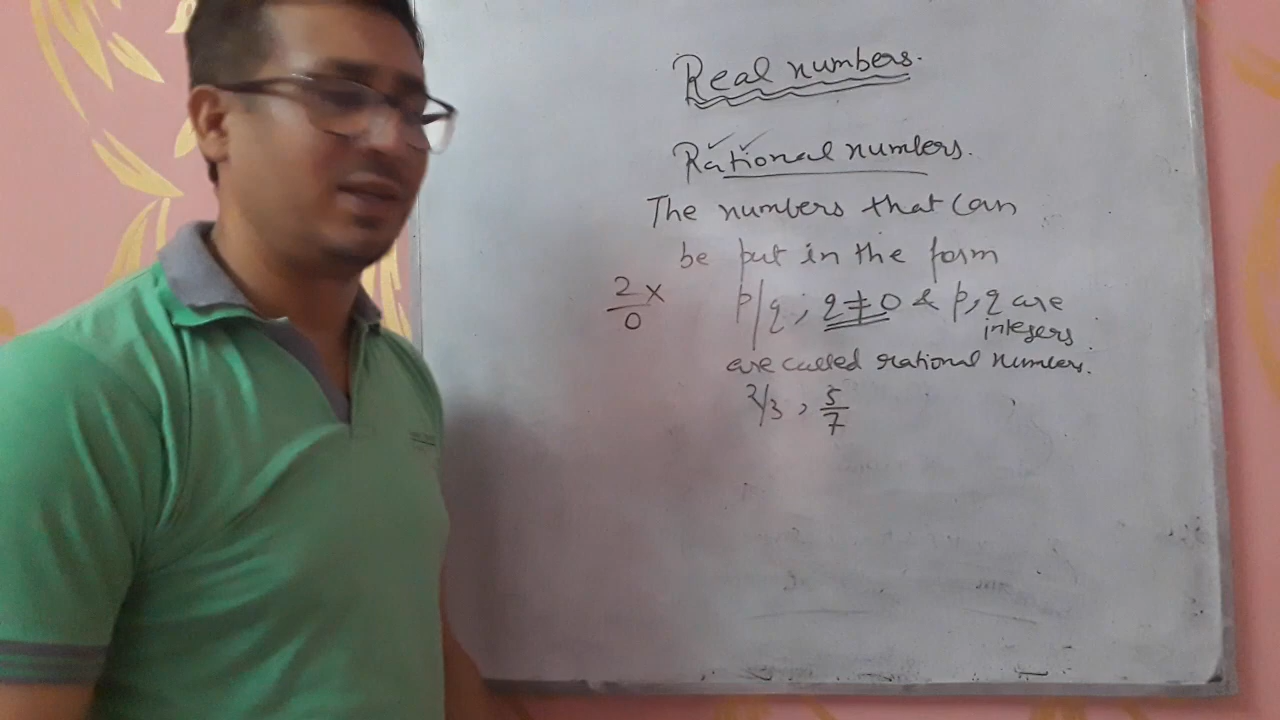 Real numbers.
Rational numbers.
The numbers that can
be put in the form
2/0 x p/q ; q ≠ 0 & p, q are
integers.
are called rational numbers.
2/3 , 5/7